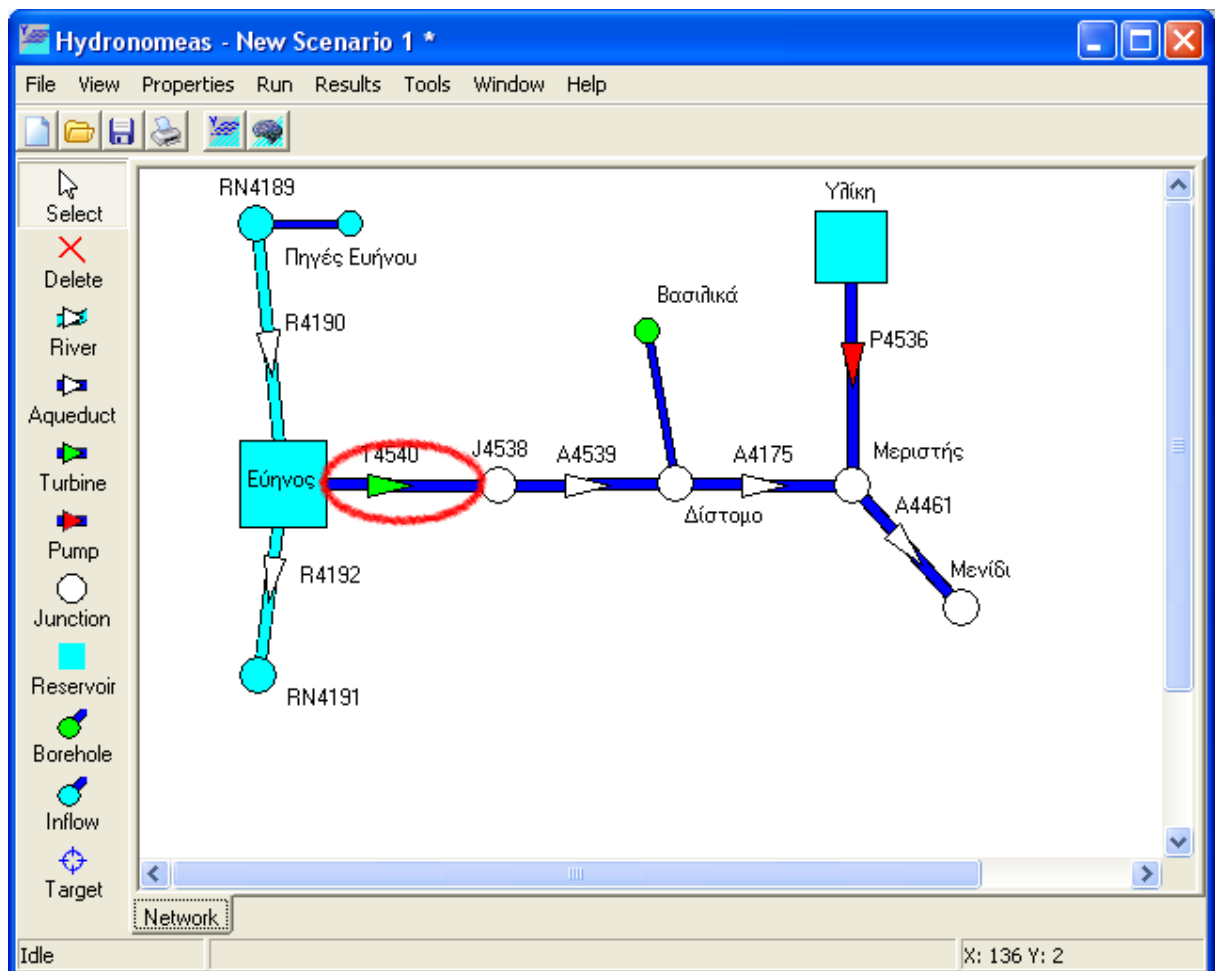 Hydronomeas - New Scenario 1 *
File View Properties Run Results Tools Window Help
Select
Delete
River
Aqueduct
Turbine
Pump
Junction
Reservoir
Borehole
Inflow
Target
RN4189
Υλίκη
Πηγές Ευήνου
Βασιλικά
R4190
P4536
T4540
J4538
A4539
A4175
Μεριστής
Εύηνος
A4461
Δίστομο
R4192
Μενίδι
RN4191
Network
Idle
X: 136 Y: 2